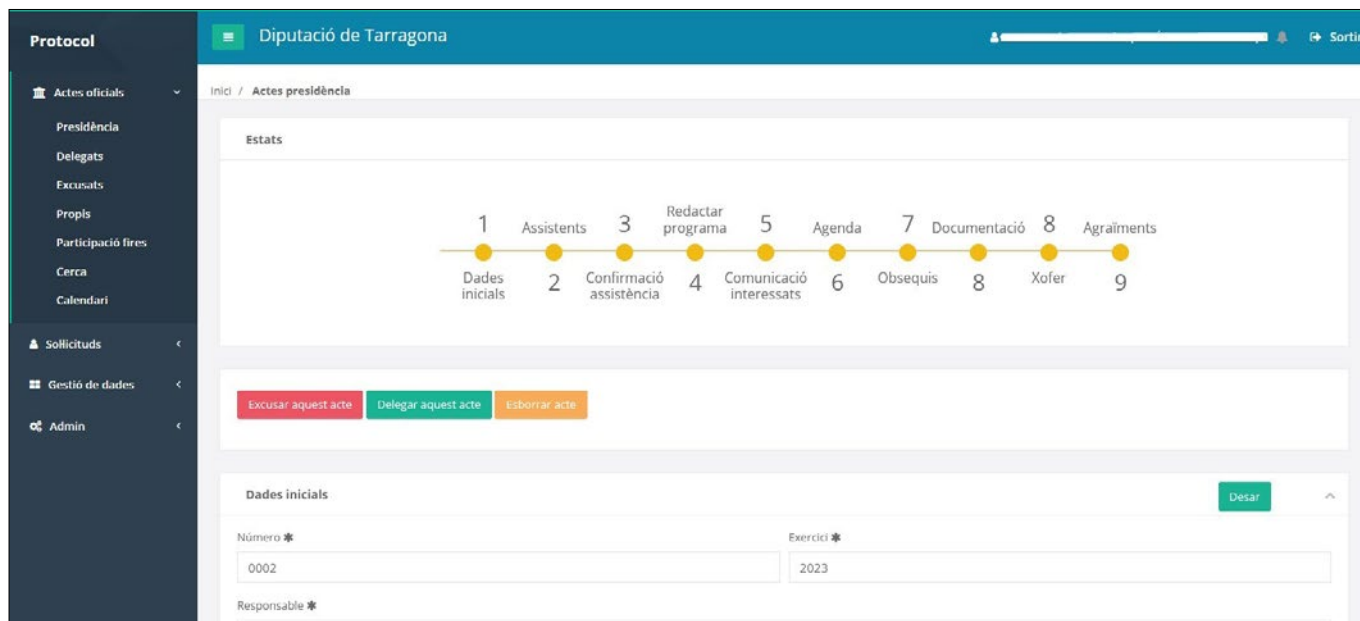 Protocol
Diputació de Tarragona
Sortir
Actes oficials
Presidència
Delegats
Excusats
Propis
Participació fires
Cerca
Calendari
Sol·licituds
Gestió de dades
Admin
Inici / Actes presidència
Estats
1 Assistents 3 Redactar programa 5 Agenda 7 Documentació 8 Agraïments
Dades inicials 2 Confirmació assistència 4 Comunicació interessats 6 Obsequis 8 Xofer 9
Excusar aquest acte Delegar aquest acte Esborrar acte
Dades inicials Desar
Número ✱ Exercici ✱
0002 2023
Responsable ✱